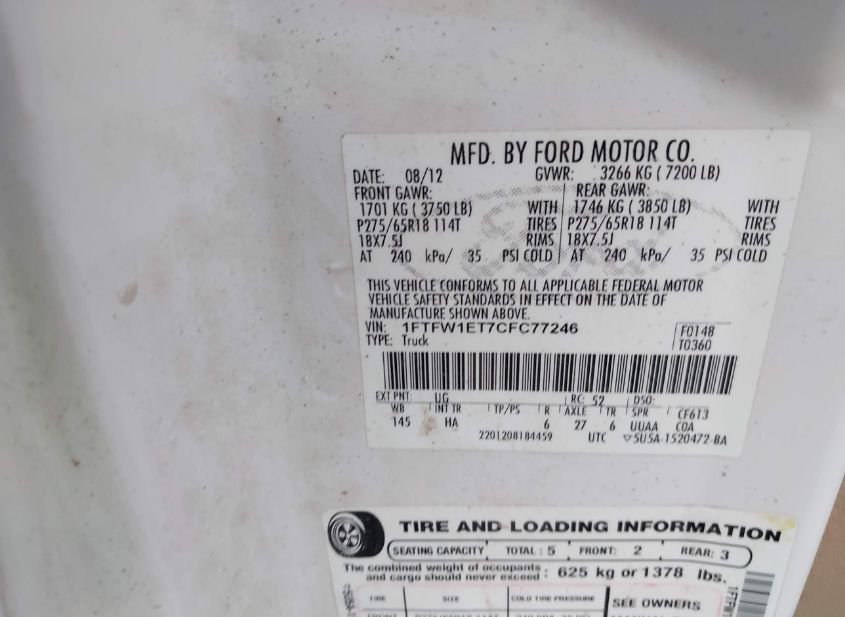 MFD. BY FORD MOTOR CO.
DATE: 08/12 GVWR: 3266 KG ( 7200 LB)
FRONT GAWR: REAR GAWR:
1701 KG ( 3750 LB) WITH 1746 KG ( 3850 LB) WITH
P275/65R18 114T TIRES P275/65R18 114T TIRES
18X7.5J RIMS 18X7.5J RIMS
AT 240 kPa/ 35 PSI COLD AT 240 kPa/ 35 PSI COLD
THIS VEHICLE CONFORMS TO ALL APPLICABLE FEDERAL MOTOR
VEHICLE SAFETY STANDARDS IN EFFECT ON THE DATE OF
MANUFACTURE SHOWN ABOVE.
VIN: 1FTFW1ET7CFC77246 F0148
TYPE: Truck T0360
EXT PNT: UG RC: 52 DSO:
WB INT TR TP/PS R AXLE TR SPR CF613
145 HA 6 27 6 UUAA COA
2201208184459 UTC ▽5U5A-1520472-BA
TIRE AND LOADING INFORMATION
SEATING CAPACITY TOTAL : 5 FRONT: 2 REAR: 3
The combined weight of occupants
and cargo should never exceed : 625 kg or 1378 lbs.
TIRE SIZE COLD TIRE PRESSURE SEE OWNERS